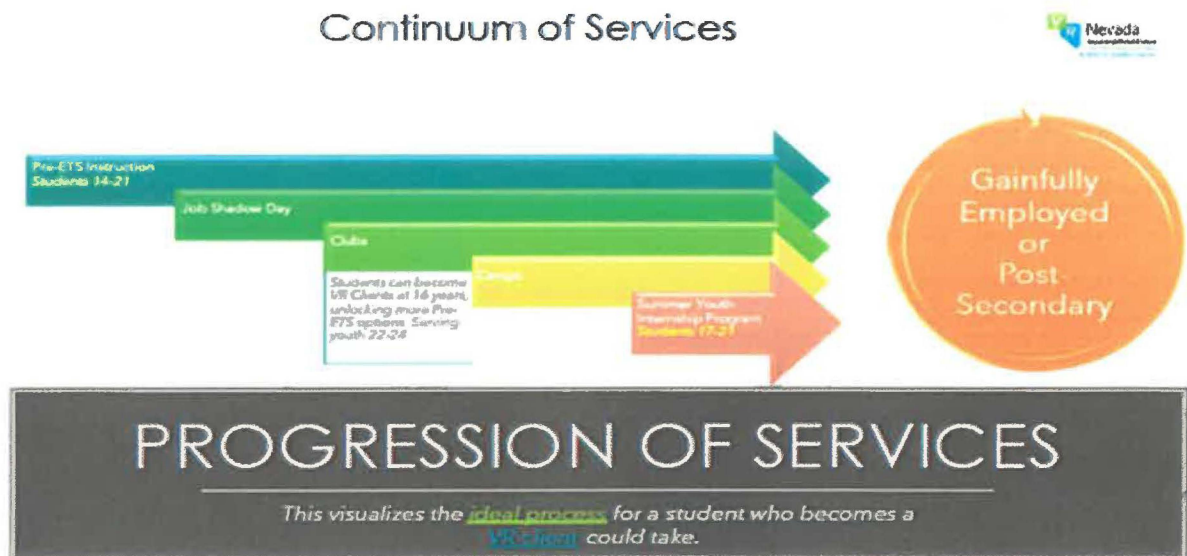 Continuum of Services
Nevada
Pre-ETS Instruction
Students 14-21
Job Shadow Day
Clubs
Students can become
VR Clients at 16 years,
unlocking more Pre-
ETS options. Serving
youth 22-24
Camps
Summer Youth
Internship Program
Students 17-21
Gainfully
Employed
or
Post-
Secondary
PROGRESSION OF SERVICES
This visualizes the ideal process for a student who becomes a
VR client could take.